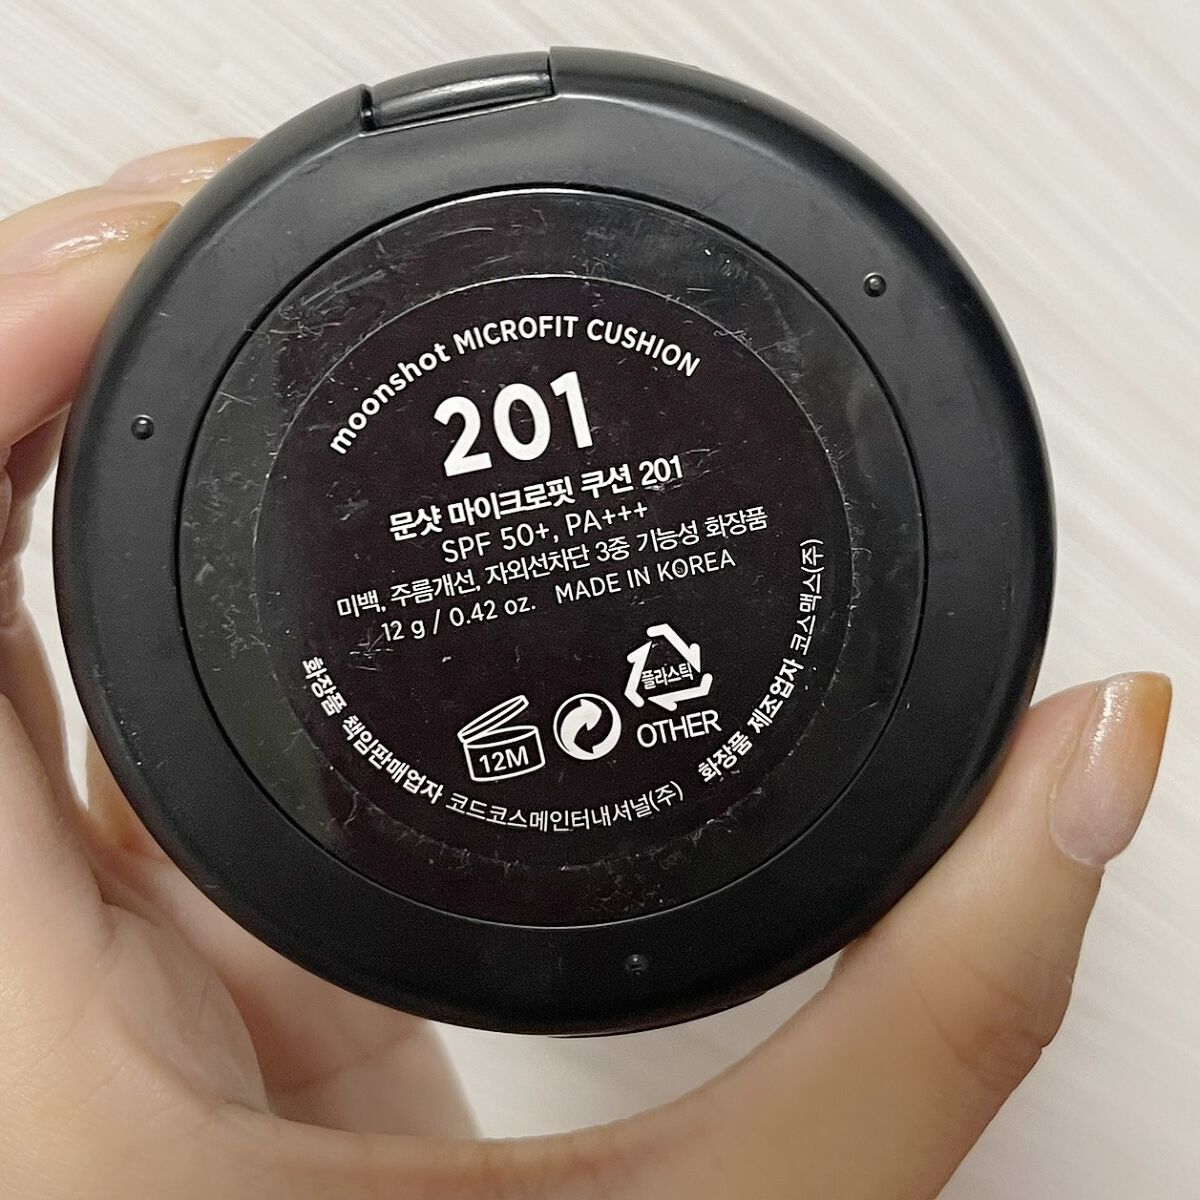 moonshot MICROFIT CUSHION
201
문샷 마이크로핏 쿠션 201
SPF 50+, PA+++
미백, 주름개선, 자외선차단 3중 기능성 화장품
12 g / 0.42 oz. MADE IN KOREA
플라스틱
OTHER
12M
화장품 책임판매업자 코드코스메인터내셔널(주) 화장품 제조업자 코스맥스(주)